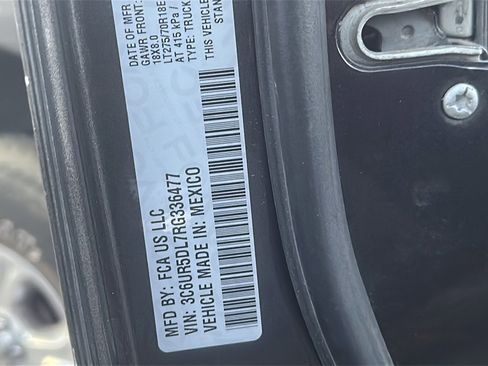 MFD BY: FCA US LLC
VIN: 3C6UR5DL7RG336477
VEHICLE MADE IN: MEXICO
DATE OF MFR
GAWR FRONT:
18X8.0
LT275/70R18E
AT 415 kPa /
TYPE: TRUCK
THIS VEHICLE
STAN